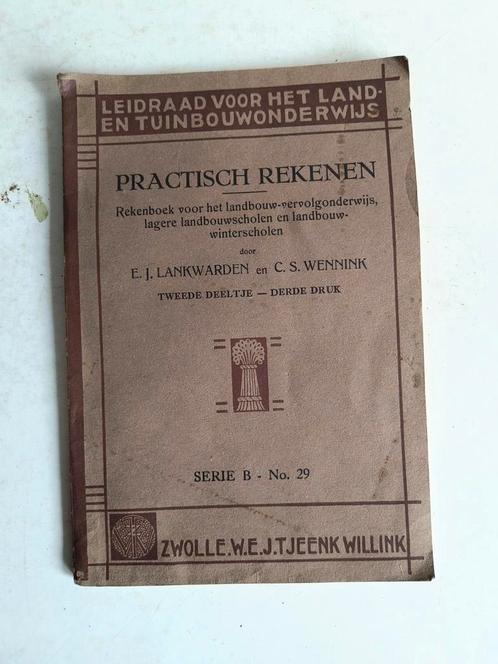 LEIDRAAD VOOR HET LAND-
EN TUINBOUWONDERWIJS
PRACTISCH REKENEN
Rekenboek voor het landbouw-vervolgonderwijs,
lagere landbouwscholen en landbouw-
winterscholen
door
E. J. LANKWARDEN en C. S. WENNINK
TWEEDE DEELTJE — DERDE DRUK
SERIE B - No. 29
ZWOLLE.W.E.J.TJEENK WILLINK